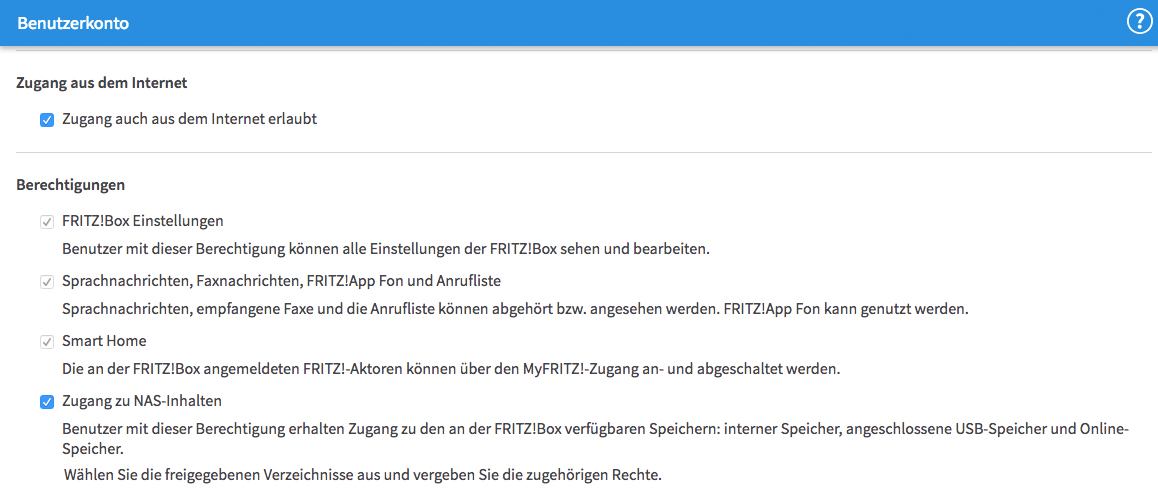 Benutzerkonto
?
Zugang aus dem Internet
Zugang auch aus dem Internet erlaubt
Berechtigungen
FRITZ!Box Einstellungen
Benutzer mit dieser Berechtigung können alle Einstellungen der FRITZ!Box sehen und bearbeiten.
Sprachnachrichten, Faxnachrichten, FRITZ!App Fon und Anrufliste
Sprachnachrichten, empfangene Faxe und die Anrufliste können abgehört bzw. angesehen werden. FRITZ!App Fon kann genutzt werden.
Smart Home
Die an der FRITZ!Box angemeldeten FRITZ!-Aktoren können über den MyFRITZ!-Zugang an- und abgeschaltet werden.
Zugang zu NAS-Inhalten
Benutzer mit dieser Berechtigung erhalten Zugang zu den an der FRITZ!Box verfügbaren Speichern: interner Speicher, angeschlossene USB-Speicher und Online-
Speicher.
Wählen Sie die freigegebenen Verzeichnisse aus und vergeben Sie die zugehörigen Rechte.